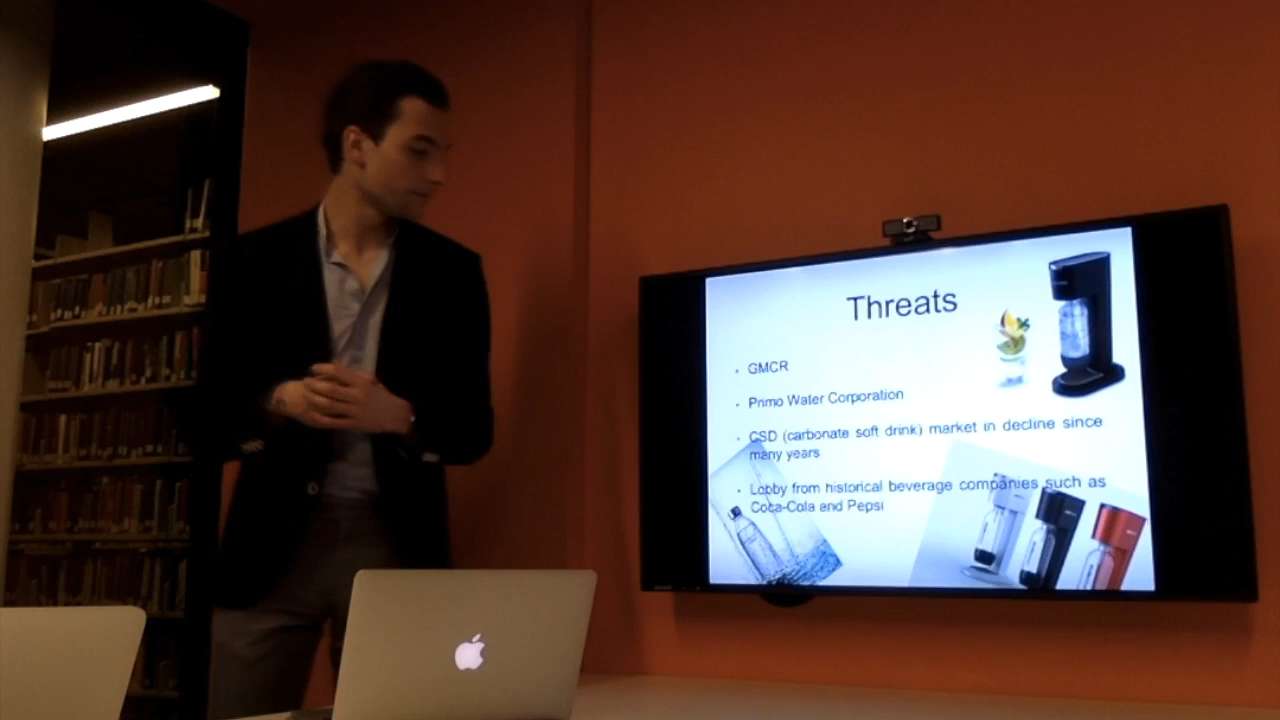 Threats
GMCR
Primo Water Corporation
CSD (carbonate soft drink) market in decline since
many years
Lobby from historical beverage companies such as
Coca-Cola and Pepsi